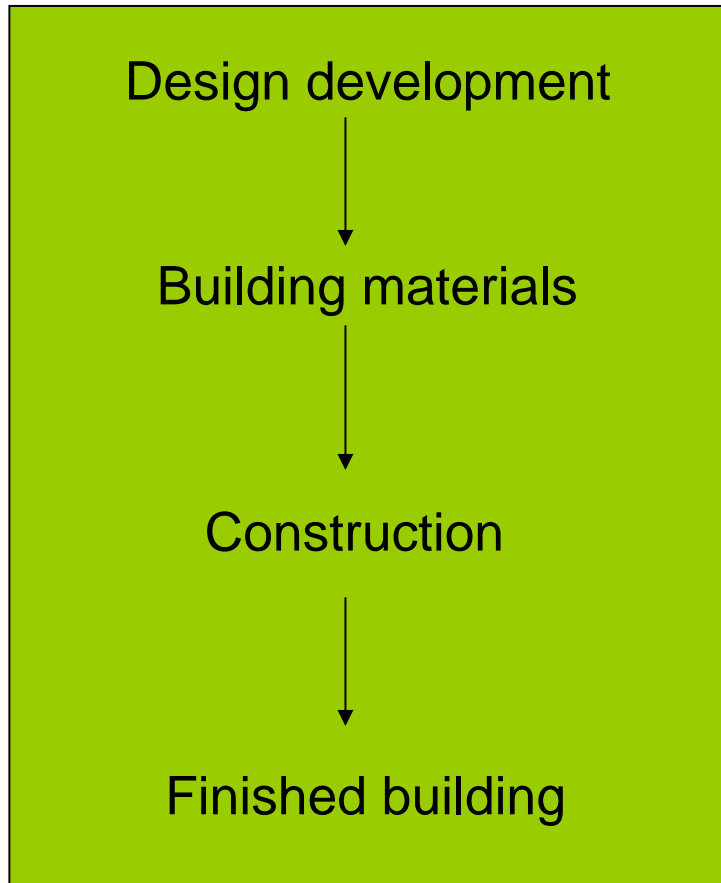 Design development
Building materials
Construction
Finished building